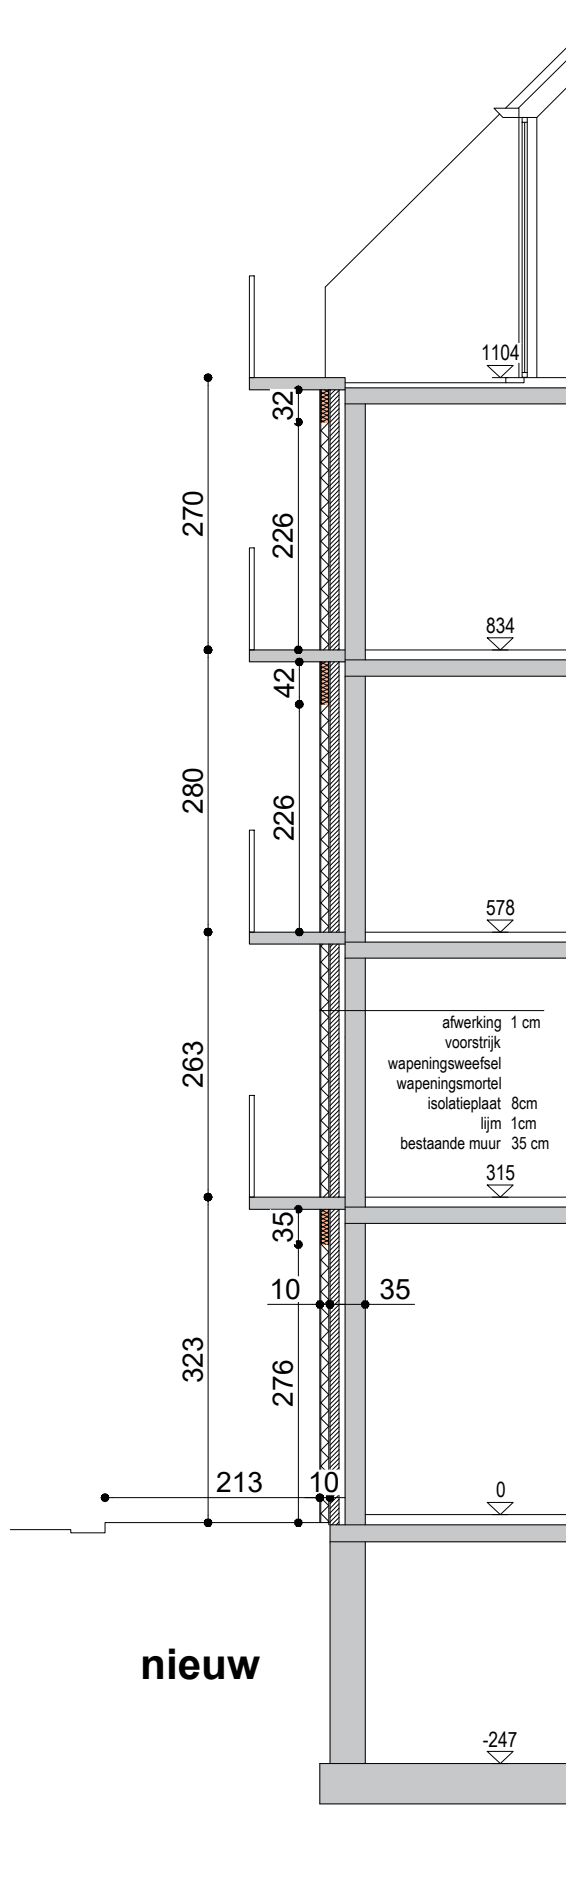 1104
32
270
226
834
42
280
226
578
afwerking 1 cm
voorstrijk
wapeningsweefsel
wapeningsmortel
isolatieplaat 8cm
lijm 1cm
bestaande muur 35 cm
263
315
35
10 35
323
276
213 10
0
nieuw
-247